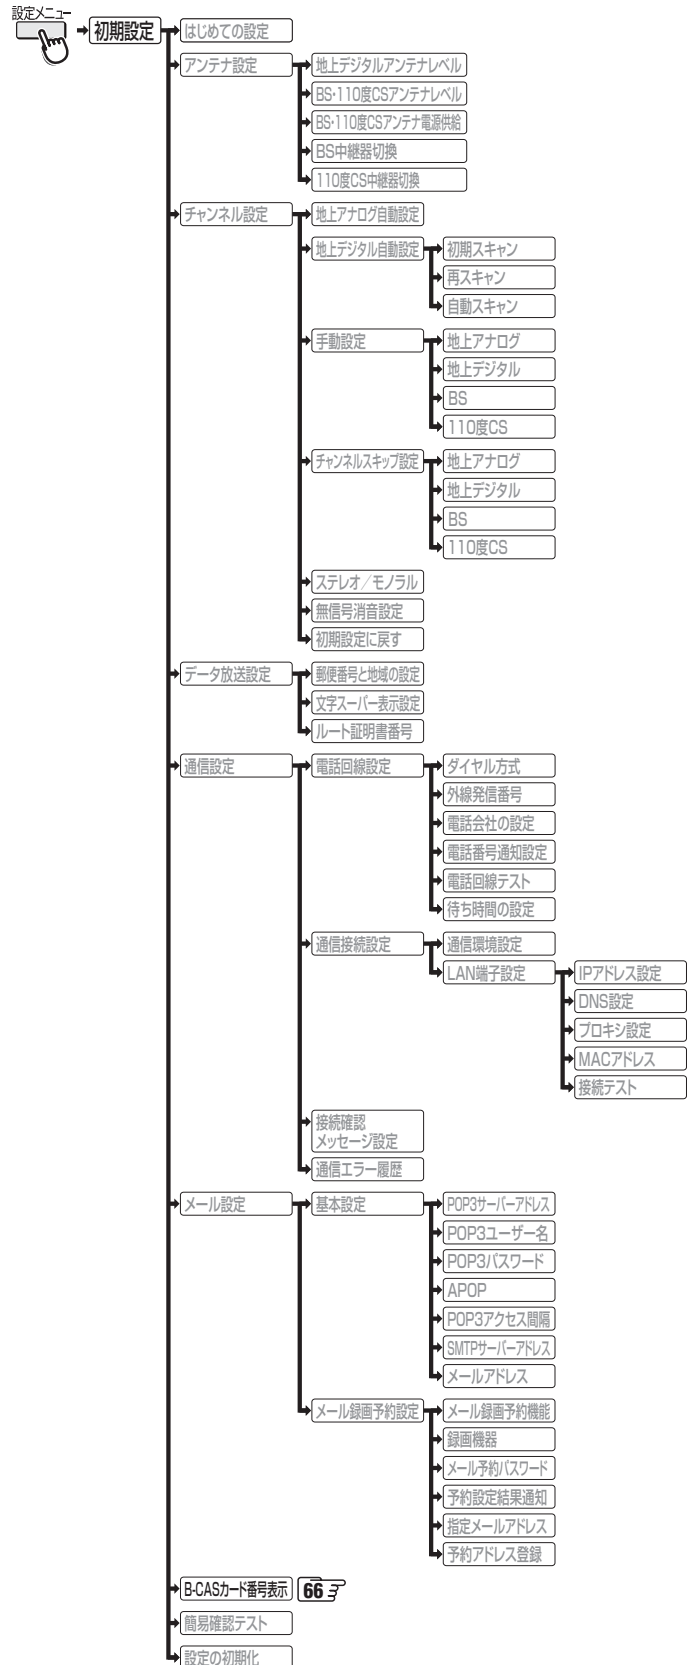 設定メニュー
初期設定
はじめての設定
アンテナ設定
地上デジタルアンテナレベル
BS・110度CSアンテナレベル
BS・110度CSアンテナ電源供給
BS中継器切換
110度CS中継器切換
チャンネル設定
地上アナログ自動設定
地上デジタル自動設定
初期スキャン
再スキャン
自動スキャン
手動設定
地上アナログ
地上デジタル
BS
110度CS
チャンネルスキップ設定
地上アナログ
地上デジタル
BS
110度CS
ステレオ／モノラル
無信号消音設定
初期設定に戻す
データ放送設定
郵便番号と地域の設定
文字スーパー表示設定
ルート証明書番号
通信設定
電話回線設定
ダイヤル方式
外線発信番号
電話会社の設定
電話番号通知設定
電話回線テスト
待ち時間の設定
通信接続設定
通信環境設定
LAN端子設定
IPアドレス設定
DNS設定
プロキシ設定
MACアドレス
接続テスト
接続確認
メッセージ設定
通信エラー履歴
メール設定
基本設定
POP3サーバーアドレス
POP3ユーザー名
POP3パスワード
APOP
POP3アクセス間隔
SMTPサーバーアドレス
メールアドレス
メール録画予約設定
メール録画予約機能
録画機器
メール予約パスワード
予約設定結果通知
指定メールアドレス
予約アドレス登録
B-CASカード番号表示 66
簡易確認テスト
設定の初期化